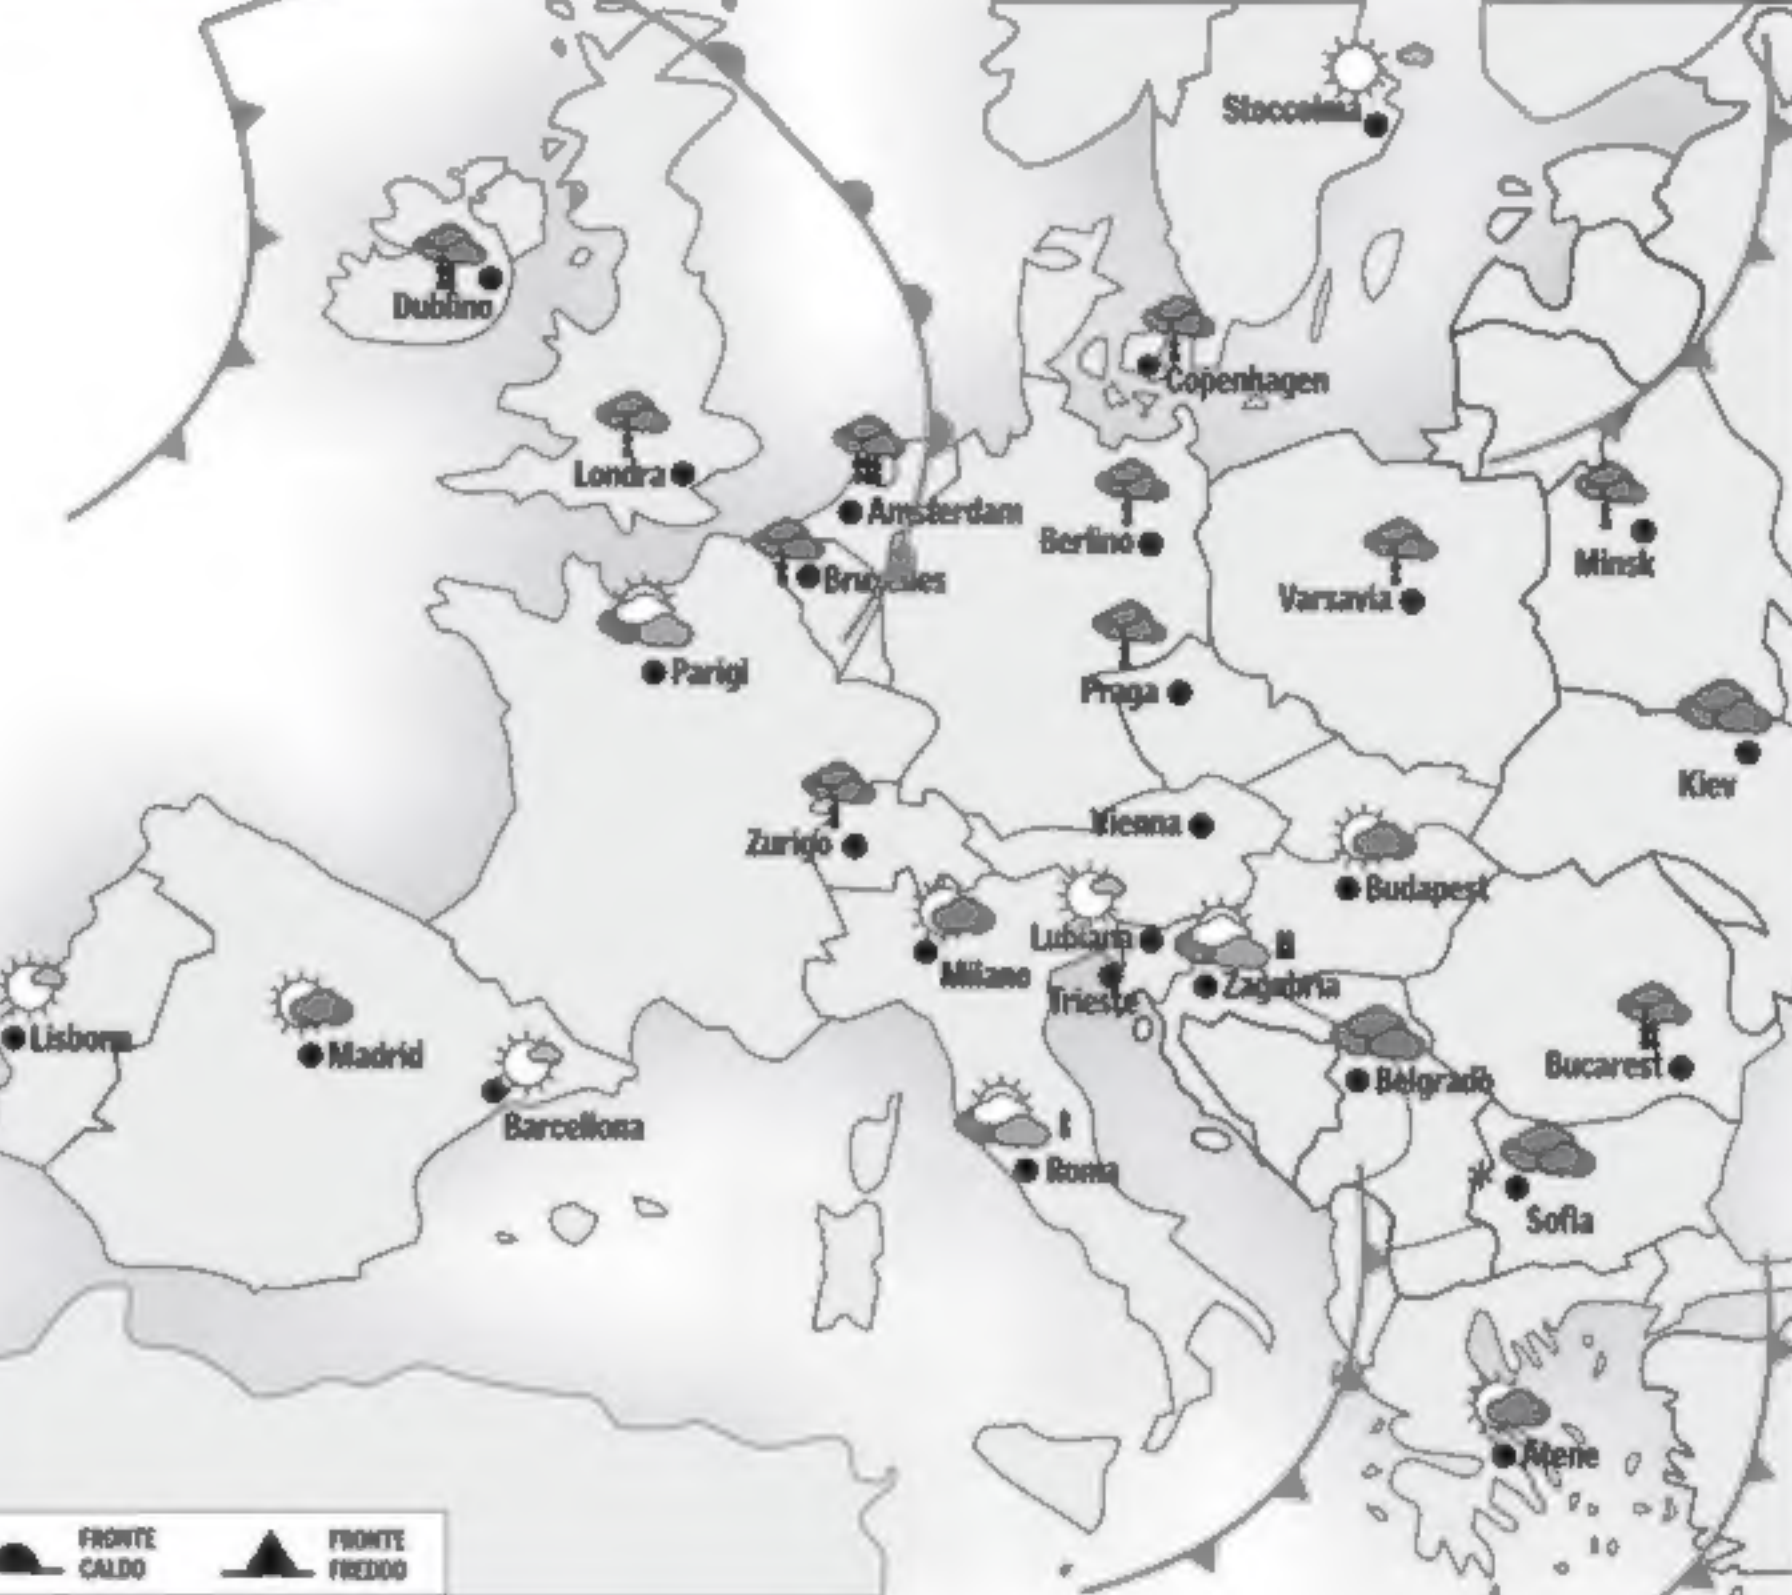 Stoccolma
Dublino
Copenhagen
Londra
Amsterdam
Berlino
Bruxelles
Minsk
Varsavia
Parigi
Praga
Kiev
Vienna
Zurigo
Budapest
Lubiana
Milano
Zagabria
Trieste
Lisbona
Madrid
Belgrado
Bucarest
Barcellona
Roma
Sofia
Atene
FRONTE
CALDO
FRONTE
FREDDO